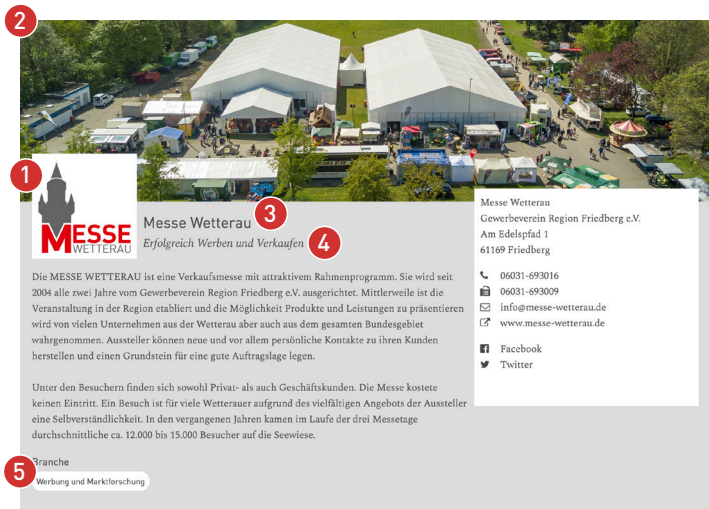 2
1
MESSE
WETTERAU
Messe Wetterau
3
Erfolgreich Werben und Verkaufen
4
Die MESSE WETTERAU ist eine Verkaufsmesse mit attraktivem Rahmenprogramm. Sie wird seit
2004 alle zwei Jahre vom Gewerbeverein Region Friedberg e.V. ausgerichtet. Mittlerweile ist die
Veranstaltung in der Region etabliert und die Möglichkeit Produkte und Leistungen zu präsentieren
wird von vielen Unternehmen aus der Wetterau aber auch aus dem gesamten Bundesgebiet
wahrgenommen. Aussteller können neue und vor allem persönliche Kontakte zu ihren Kunden
herstellen und einen Grundstein für eine gute Auftragslage legen.
Unter den Besuchern finden sich sowohl Privat- als auch Geschäftskunden. Die Messe kostete
keinen Eintritt. Ein Besuch ist für viele Wetterauer aufgrund des vielfältigen Angebots der Aussteller
eine Selbverständlichkeit. In den vergangenen Jahren kamen im Laufe der drei Messetage
durchschnittliche ca. 12.000 bis 15.000 Besucher auf die Seewiese.
Branche
5
Werbung und Marktforschung
Messe Wetterau
Gewerbeverein Region Friedberg e.V.
Am Edelspfad 1
61169 Friedberg
06031-693016
06031-693009
info@messe-wetterau.de
www.messe-wetterau.de
Facebook
Twitter